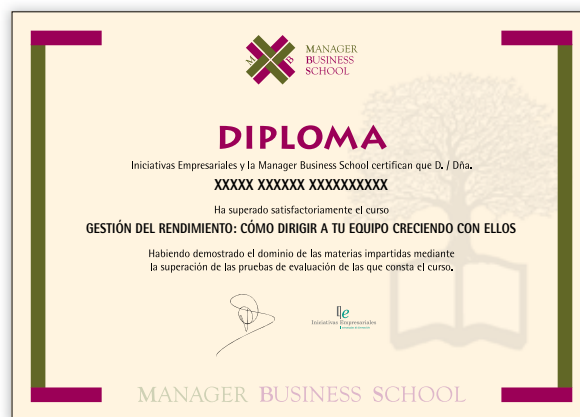 M B B
MANAGER
BUSINESS
SCHOOL
DIPLOMA
Iniciativas Empresariales y la Manager Business School certifican que D. / Dña.
XXXXX XXXXXX XXXXXXXXXX
Ha superado satisfactoriamente el curso
GESTIÓN DEL RENDIMIENTO: CÓMO DIRIGIR A TU EQUIPO CRECIENDO CON ELLOS
Habiendo demostrado el dominio de las materias impartidas mediante
la superación de las pruebas de evaluación de las que consta el curso.
Iniciativas Empresariales
MANAGER BUSINESS SCHOOL